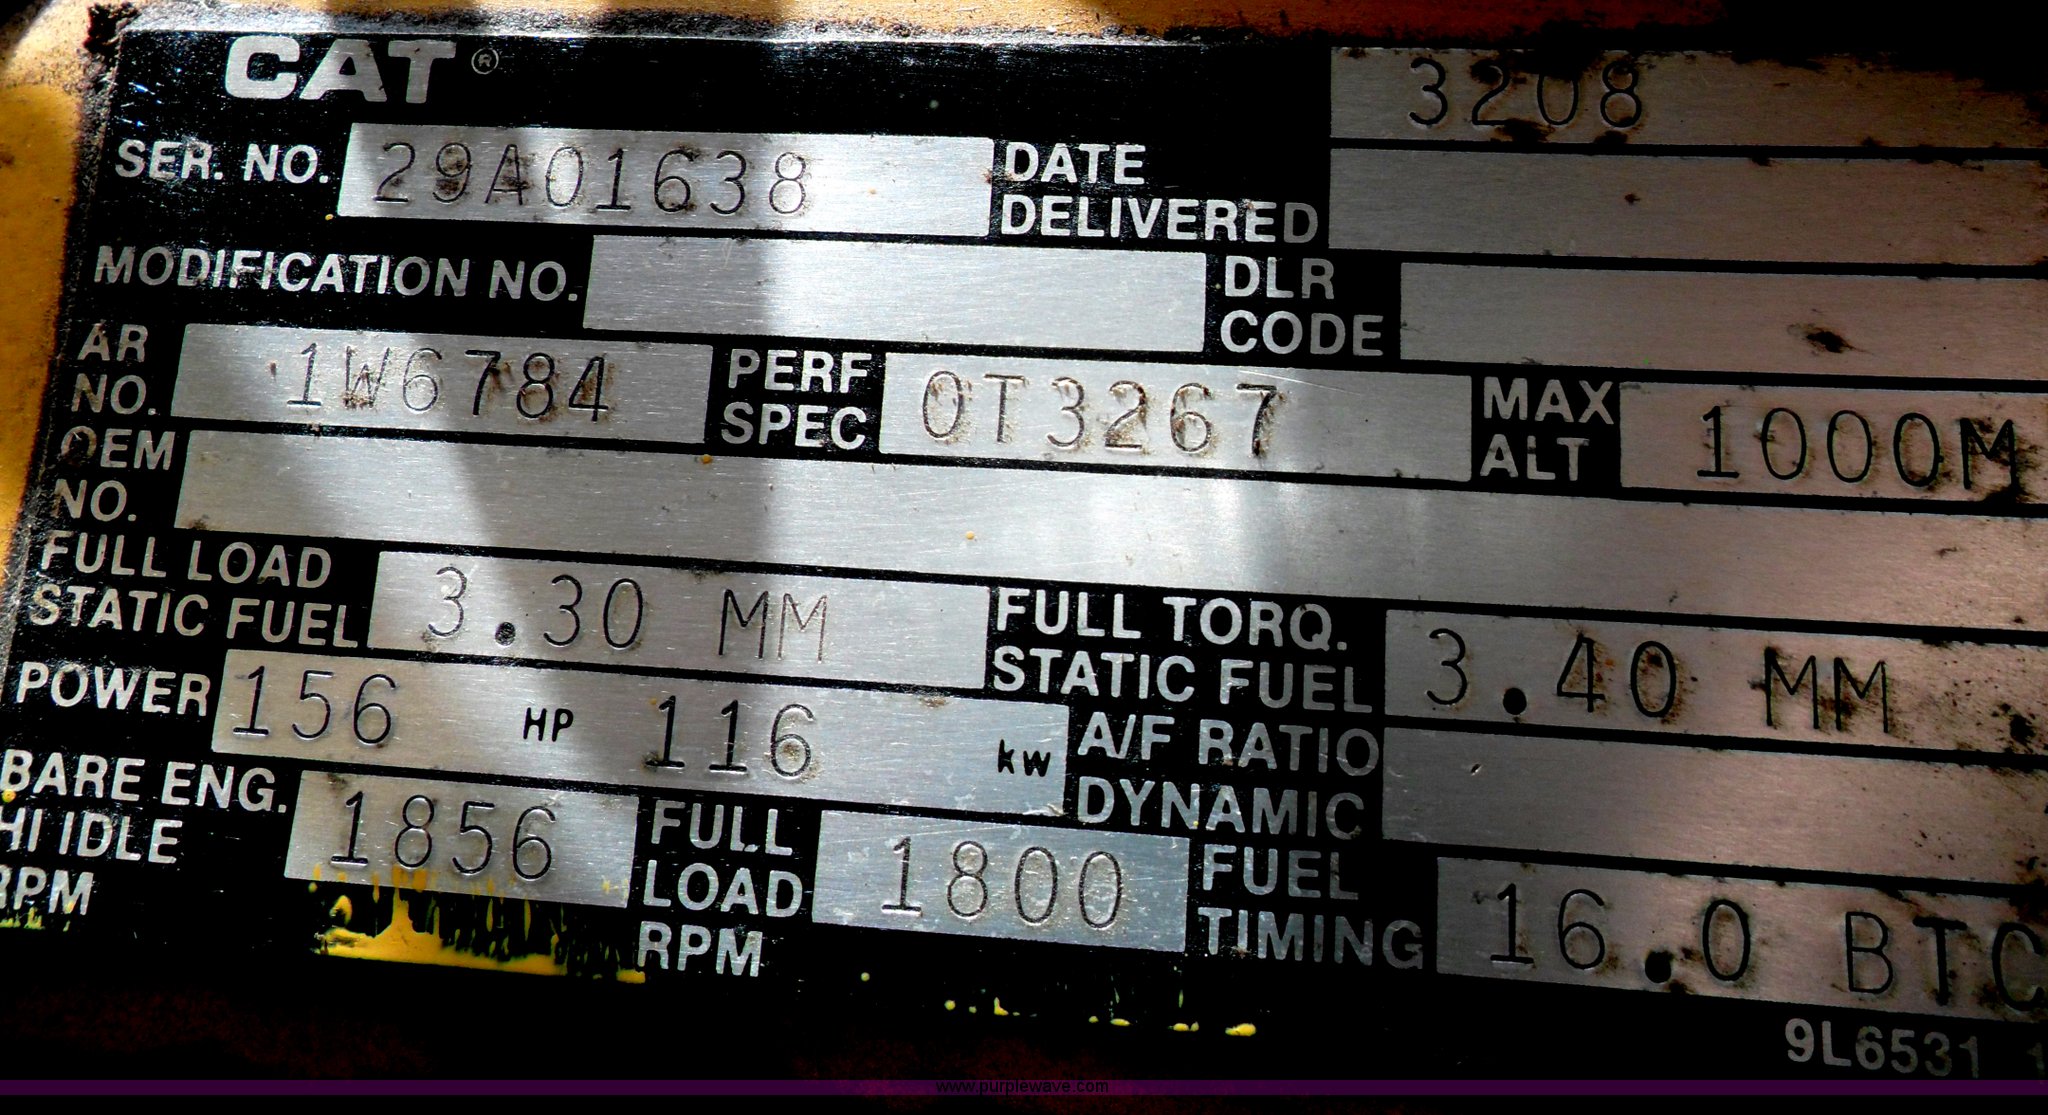 CAT® 3208
SER. NO. 29A01638 DATE DELIVERED
MODIFICATION NO. DLR CODE
AR NO. 1W6784 PERF SPEC 0T3267 MAX ALT 1000M
OEM NO.
FULL LOAD STATIC FUEL 3.30 MM FULL TORQ. STATIC FUEL 3.40 MM
POWER 156 HP 116 kW A/F RATIO DYNAMIC
BARE ENG. HI IDLE RPM 1856 FULL LOAD RPM 1800 FUEL TIMING 16.0 BTC
9L6531 1
www.purplewave.com